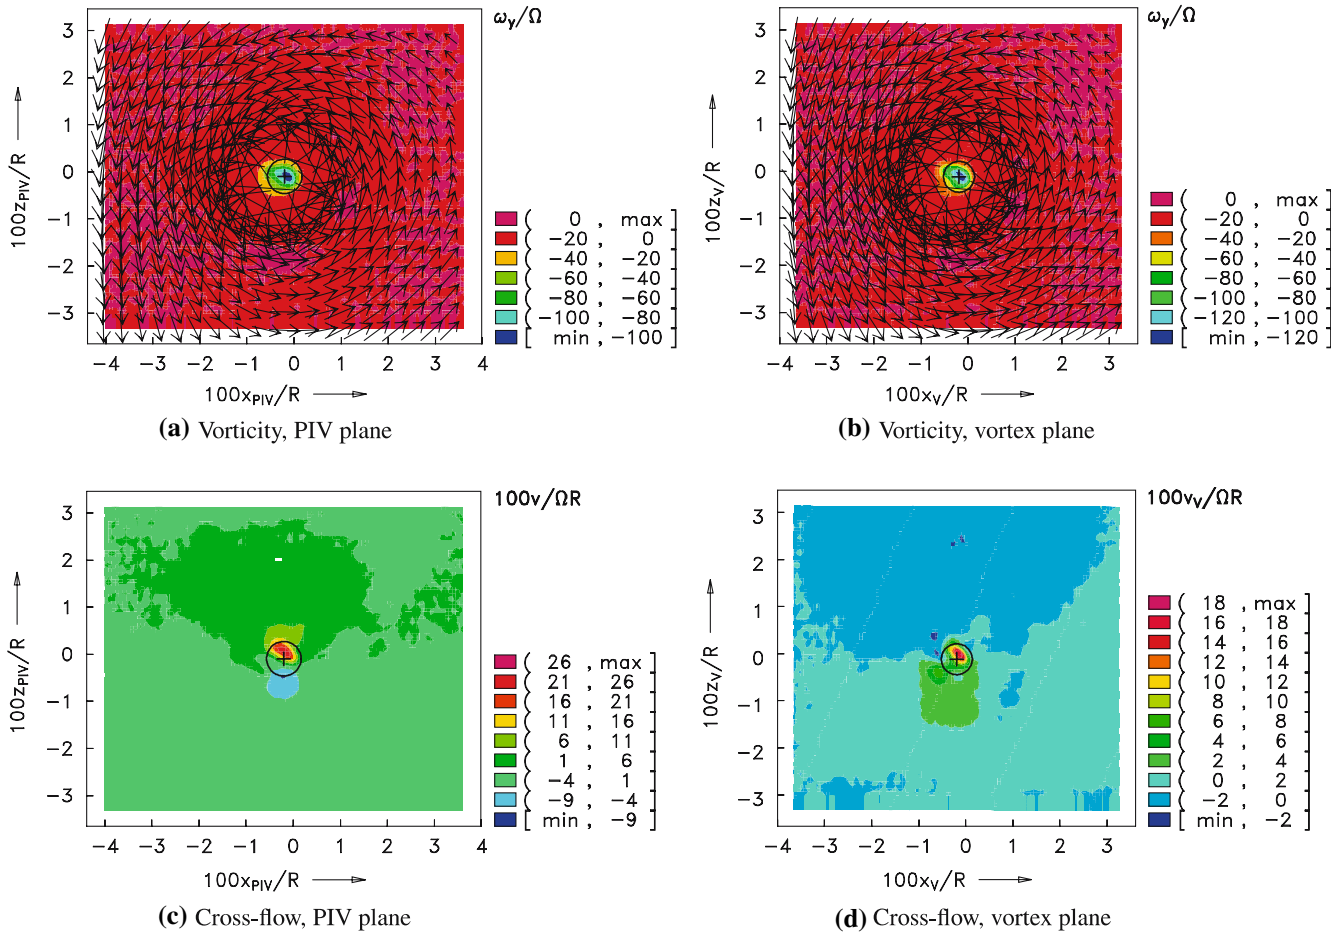 ω_y/Ω
3
2
1
0
−1
−2
−3
100z_PIV/R
−4 −3 −2 −1 0 1 2 3 4
100x_PIV/R
( 0 , max ]
( −20 , 0 ]
( −40 , −20 ]
( −60 , −40 ]
( −80 , −60 ]
( −100 , −80 ]
[ min , −100 ]
(a) Vorticity, PIV plane
ω_y/Ω
3
2
1
0
−1
−2
−3
100z_V/R
−4 −3 −2 −1 0 1 2 3
100x_V/R
( 0 , max ]
( −20 , 0 ]
( −40 , −20 ]
( −60 , −40 ]
( −80 , −60 ]
( −100 , −80 ]
( −120 , −100 ]
[ min , −120 ]
(b) Vorticity, vortex plane
100v/ΩR
3
2
1
0
−1
−2
−3
100z_PIV/R
−4 −3 −2 −1 0 1 2 3 4
100x_PIV/R
( 26 , max ]
( 21 , 26 ]
( 16 , 21 ]
( 11 , 16 ]
( 6 , 11 ]
( 1 , 6 ]
( −4 , 1 ]
( −9 , −4 ]
[ min , −9 ]
(c) Cross-flow, PIV plane
100v_V/ΩR
3
2
1
0
−1
−2
−3
100z_V/R
−4 −3 −2 −1 0 1 2 3
100x_V/R
( 18 , max ]
( 16 , 18 ]
( 14 , 16 ]
( 12 , 14 ]
( 10 , 12 ]
( 8 , 10 ]
( 6 , 8 ]
( 4 , 6 ]
( 2 , 4 ]
( 0 , 2 ]
( −2 , 0 ]
[ min , −2 ]
(d) Cross-flow, vortex plane